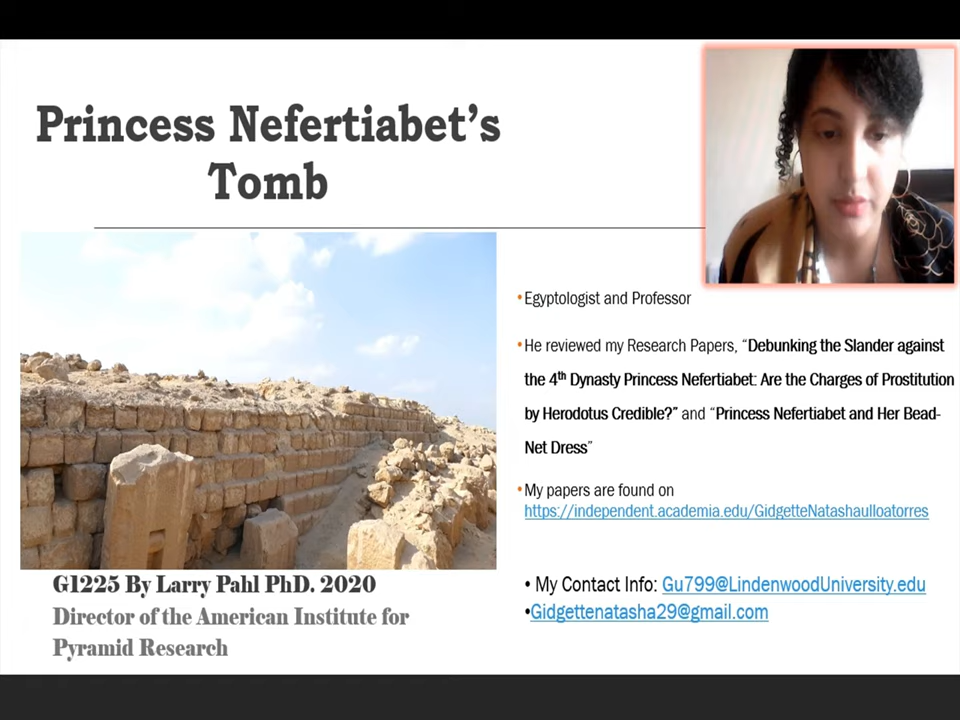 Princess Nefertiabet's
Tomb
•Egyptologist and Professor
•He reviewed my Research Papers, “Debunking the Slander against
the 4th Dynasty Princess Nefertiabet: Are the Charges of Prostitution
by Herodotus Credible?” and “Princess Nefertiabet and Her Bead-
Net Dress”
•My papers are found on
https://independent.academia.edu/GidgetteNatashaulloatorres
• My Contact Info: Gu799@LindenwoodUniversity.edu
•Gidgettenatasha29@gmail.com
G1225 By Larry Pahl PhD. 2020
Director of the American Institute for
Pyramid Research